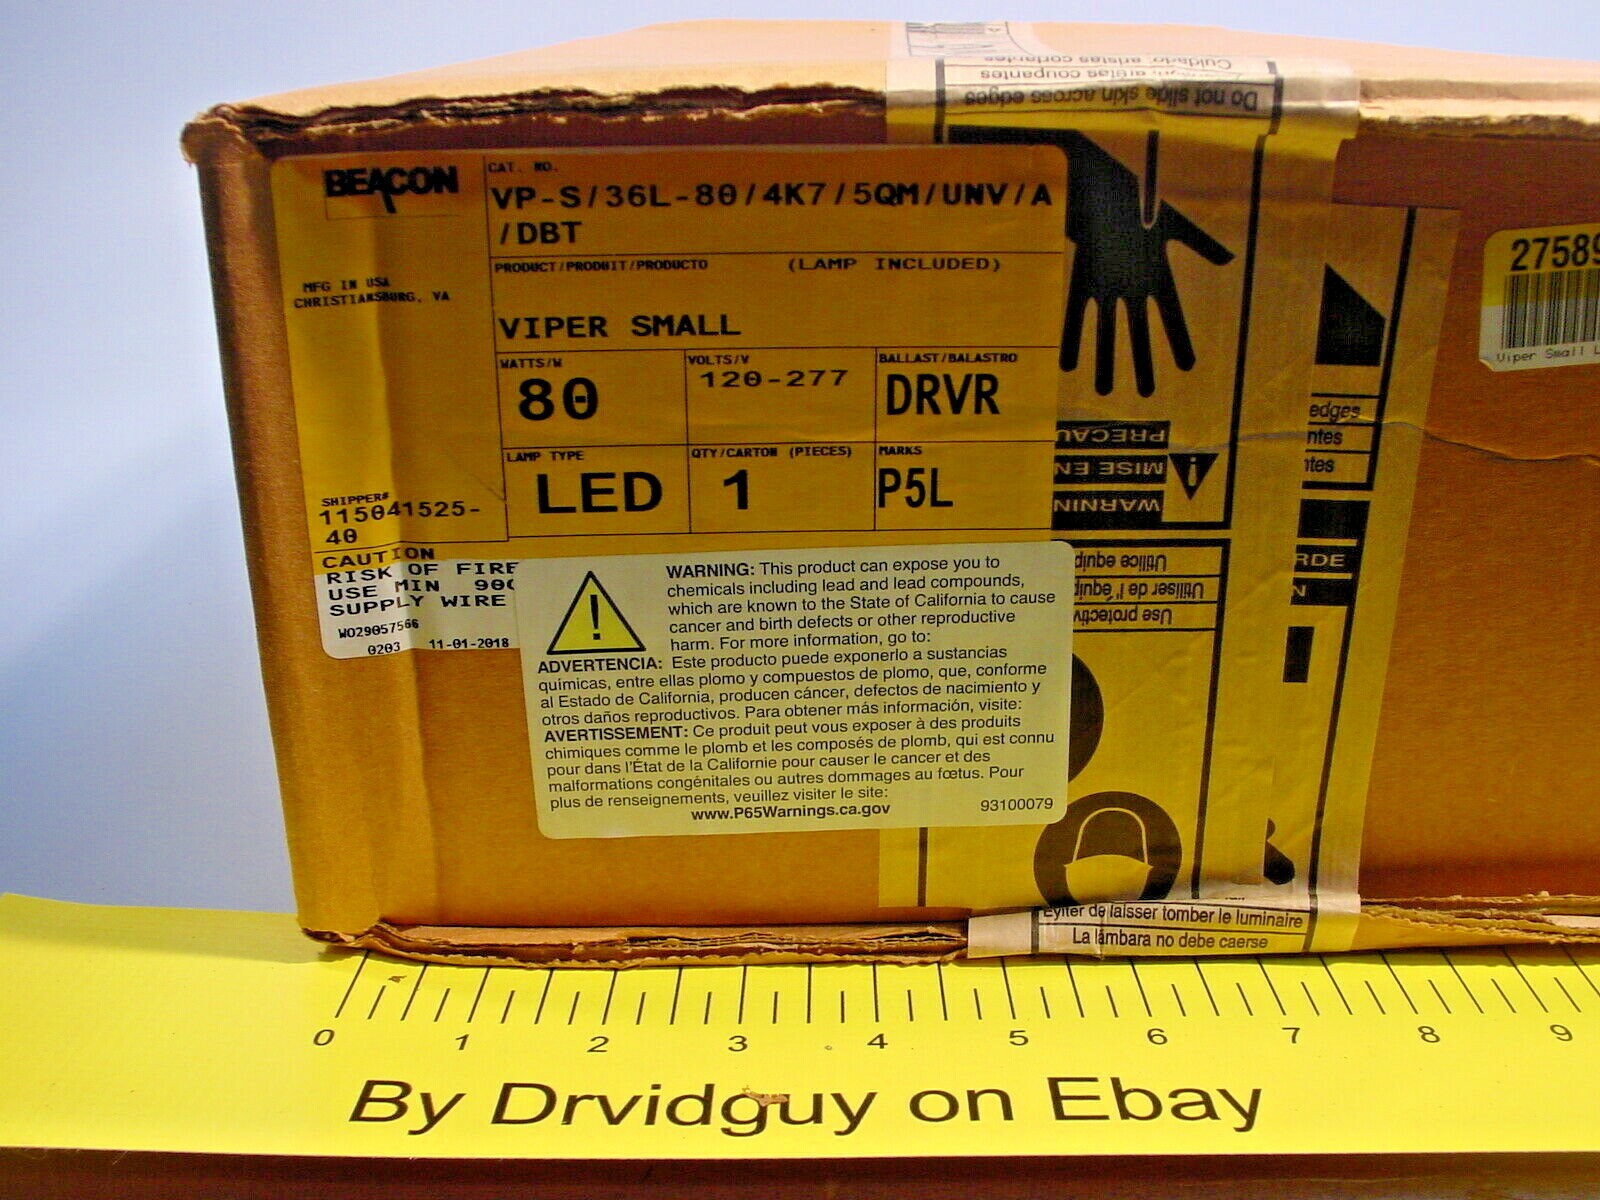 BEACON
MFG IN USA
CHRISTIANSBURG, VA
CAT. NO.
VP-S/36L-80/4K7/5QM/UNV/A
/DBT
PRODUCT/PRODUIT/PRODUCTO (LAMP INCLUDED)
VIPER SMALL
WATTS/W
80
VOLTS/V
120-277
BALLAST/BALASTRO
DRVR
LAMP TYPE
LED
QTY/CARTON (PIECES)
1
MARKS
P5L
SHIPPER#
115041525-
40
CAUTION
RISK OF FIRE
USE MIN 90C
SUPPLY WIRE
WO29057566
0203 11-01-2018
WARNING: This product can expose you to
chemicals including lead and lead compounds,
which are known to the State of California to cause
cancer and birth defects or other reproductive
harm. For more information, go to:
ADVERTENCIA: Este producto puede exponerlo a sustancias
químicas, entre ellas plomo y compuestos de plomo, que, conforme
al Estado de California, producen cáncer, defectos de nacimiento y
otros daños reproductivos. Para obtener más información, visite:
AVERTISSEMENT: Ce produit peut vous exposer à des produits
chimiques comme le plomb et les composés de plomb, qui est connu
pour dans l'État de la Californie pour causer le cancer et des
malformations congénitales ou autres dommages au fœtus. Pour
plus de renseignements, veuillez visiter le site:
www.P65Warnings.ca.gov 93100079
Cuidado, aristas cortantes
coupantes
Do not slide skin across edges
PRECAU
MISE EN
WARNIN
Utilice equip
Utiliser de l'équip
Use protectiv
edges
ntes
ntes
RDE
N
Eviter de laisser tomber le luminaire
La lámbara no debe caerse
27589
Viper Small L
0 1 2 3 4 5 6 7 8 9
By Drvidguy on Ebay